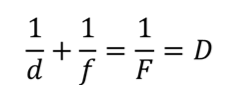 1/d + 1/f = 1/F = D